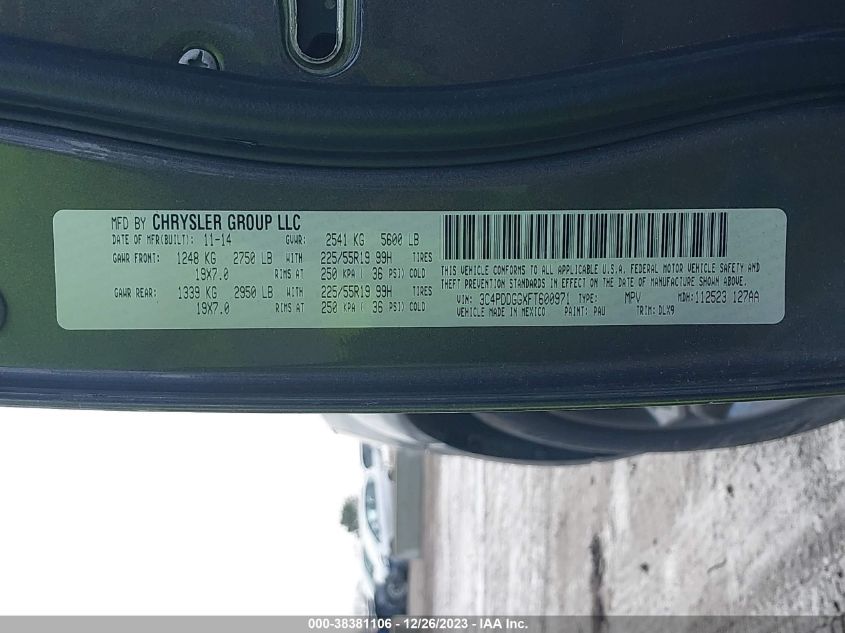 MFD BY CHRYSLER GROUP LLC
DATE OF MFR(BUILT): 11-14 GVWR: 2541 KG 5600 LB
GAWR FRONT: 1248 KG 2750 LB WITH 225/55R19 99H TIRES
19X7.0 RIMS AT 250 KPA ( 36 PSI) COLD
GAWR REAR: 1339 KG 2950 LB WITH 225/55R19 99H TIRES
19X7.0 RIMS AT 250 KPA ( 36 PSI) COLD
THIS VEHICLE CONFORMS TO ALL APPLICABLE U.S.A. FEDERAL MOTOR VEHICLE SAFETY AND
THEFT PREVENTION STANDARDS IN EFFECT ON THE DATE OF MANUFACTURE SHOWN ABOVE.
VIN: 3C4PDDGGXFT600971 TYPE: MPV MDH: 112523 127AA
VEHICLE MADE IN MEXICO PAINT: PAU TRIM: DLX9
000-38381106 - 12/26/2023 - IAA Inc.